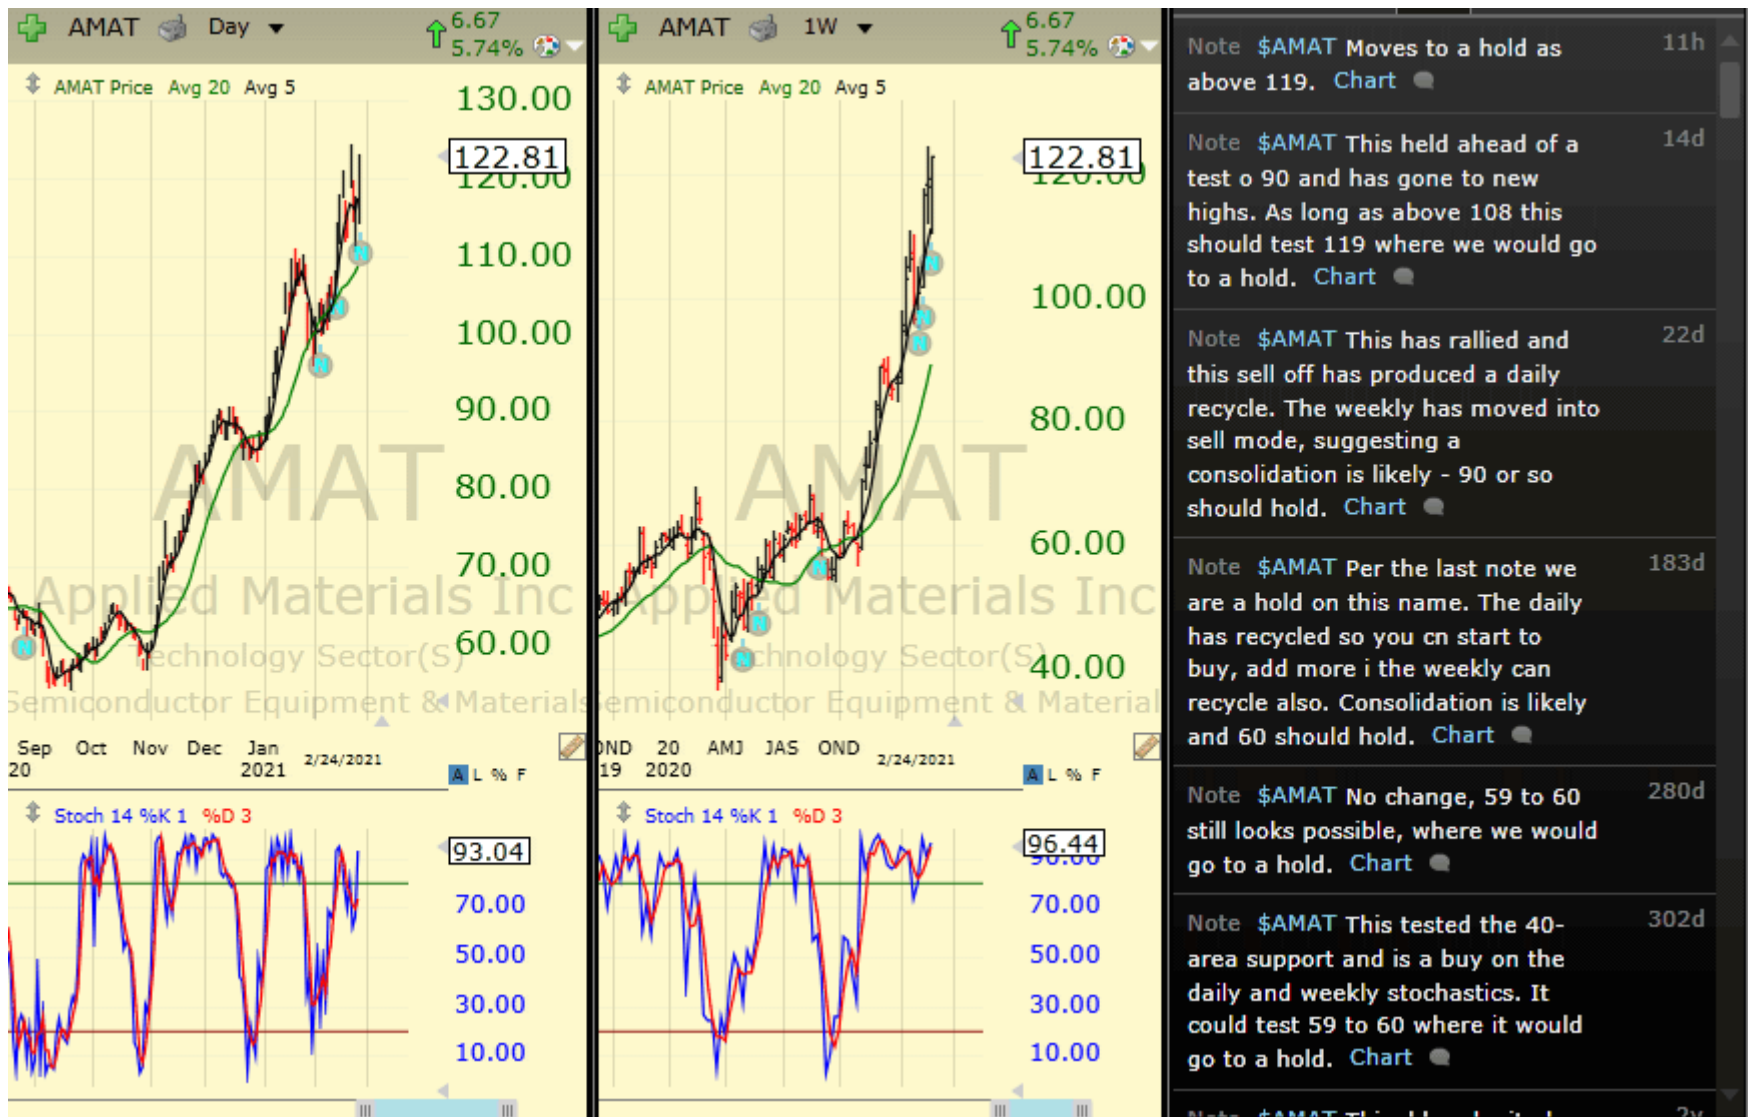 AMAT Day 6.67
5.74%
AMAT Price Avg 20 Avg 5
130.00
122.81
120.00
110.00
100.00
90.00
80.00
70.00
60.00
AMAT
Applied Materials Inc
Technology Sector(S)
Semiconductor Equipment & Materials
N
N
N
N
Sep Oct Nov Dec Jan
20 2021 2/24/2021
A L % F
Stoch 14 %K 1 %D 3
93.04
70.00
50.00
30.00
10.00
AMAT 1W 6.67
5.74%
AMAT Price Avg 20 Avg 5
122.81
120.00
100.00
80.00
60.00
40.00
AMAT
Applied Materials Inc
Technology Sector(S)
Semiconductor Equipment & Material
N
N
N
N
N
N
OND 20 AMJ JAS OND
19 2020 2/24/2021
A L % F
Stoch 14 %K 1 %D 3
96.44
90.00
70.00
50.00
30.00
10.00
Note $AMAT Moves to a hold as 11h
above 119. Chart
Note $AMAT This held ahead of a 14d
test o 90 and has gone to new
highs. As long as above 108 this
should test 119 where we would go
to a hold. Chart
Note $AMAT This has rallied and 22d
this sell off has produced a daily
recycle. The weekly has moved into
sell mode, suggesting a
consolidation is likely - 90 or so
should hold. Chart
Note $AMAT Per the last note we 183d
are a hold on this name. The daily
has recycled so you cn start to
buy, add more i the weekly can
recycle also. Consolidation is likely
and 60 should hold. Chart
Note $AMAT No change, 59 to 60 280d
still looks possible, where we would
go to a hold. Chart
Note $AMAT This tested the 40- 302d
area support and is a buy on the
daily and weekly stochastics. It
could test 59 to 60 where it would
go to a hold. Chart
Note $AMAT 2y